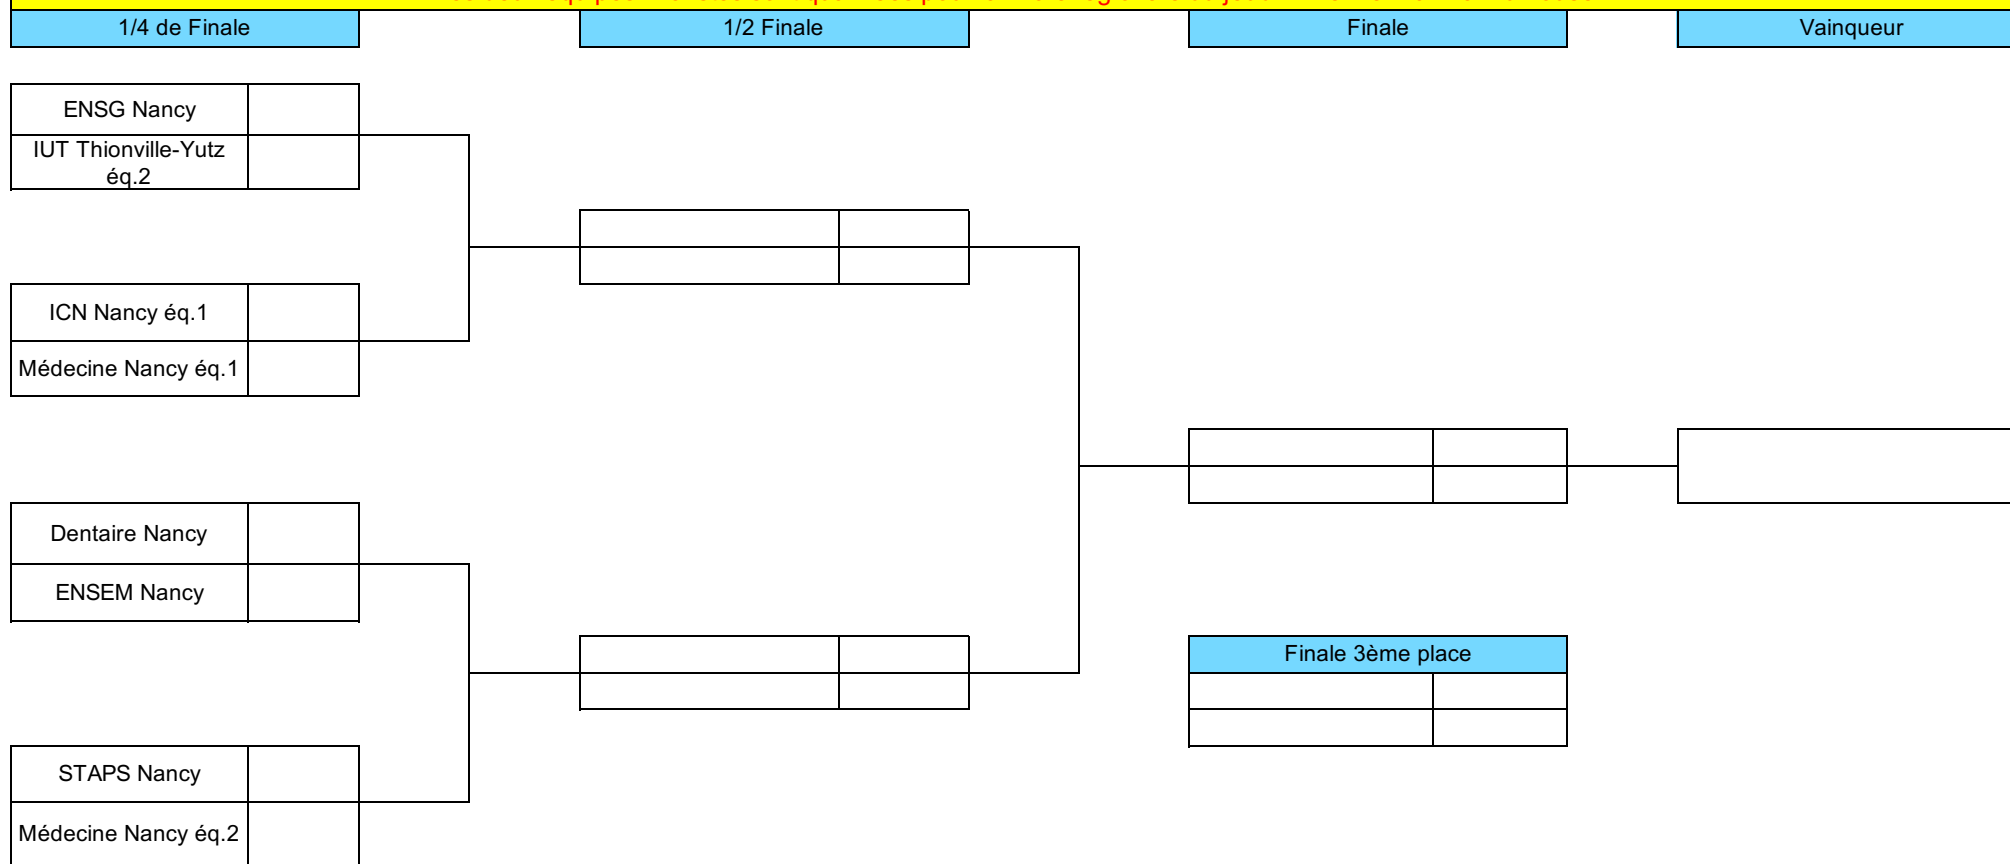 1/4 de Finale
1/2 Finale
Finale
Vainqueur
ENSG Nancy
IUT Thionville-Yutz
éq.2
ICN Nancy éq.1
Médecine Nancy éq.1
Dentaire Nancy
ENSEM Nancy
Finale 3ème place
STAPS Nancy
Médecine Nancy éq.2